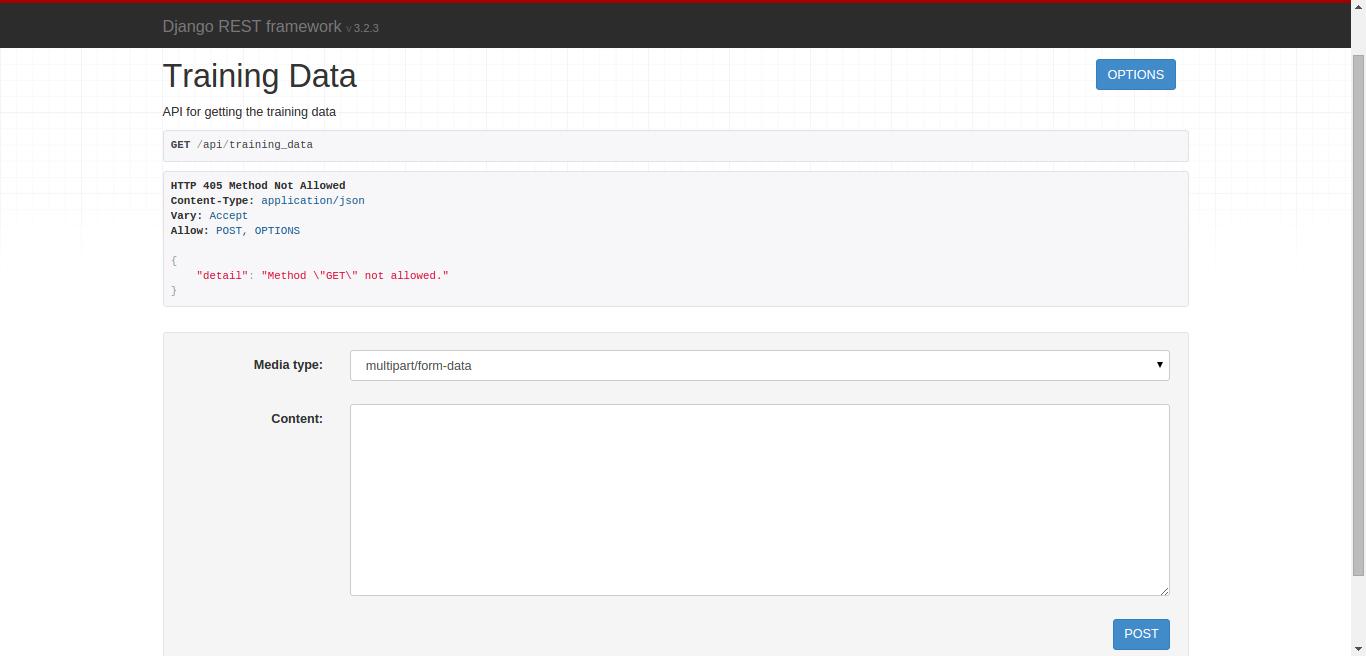 Django REST framework v 3.2.3
Training Data
OPTIONS
API for getting the training data
GET /api/training_data
HTTP 405 Method Not Allowed
Content-Type: application/json
Vary: Accept
Allow: POST, OPTIONS
{
    "detail": "Method \"GET\" not allowed."
}
Media type: multipart/form-data
Content:
POST